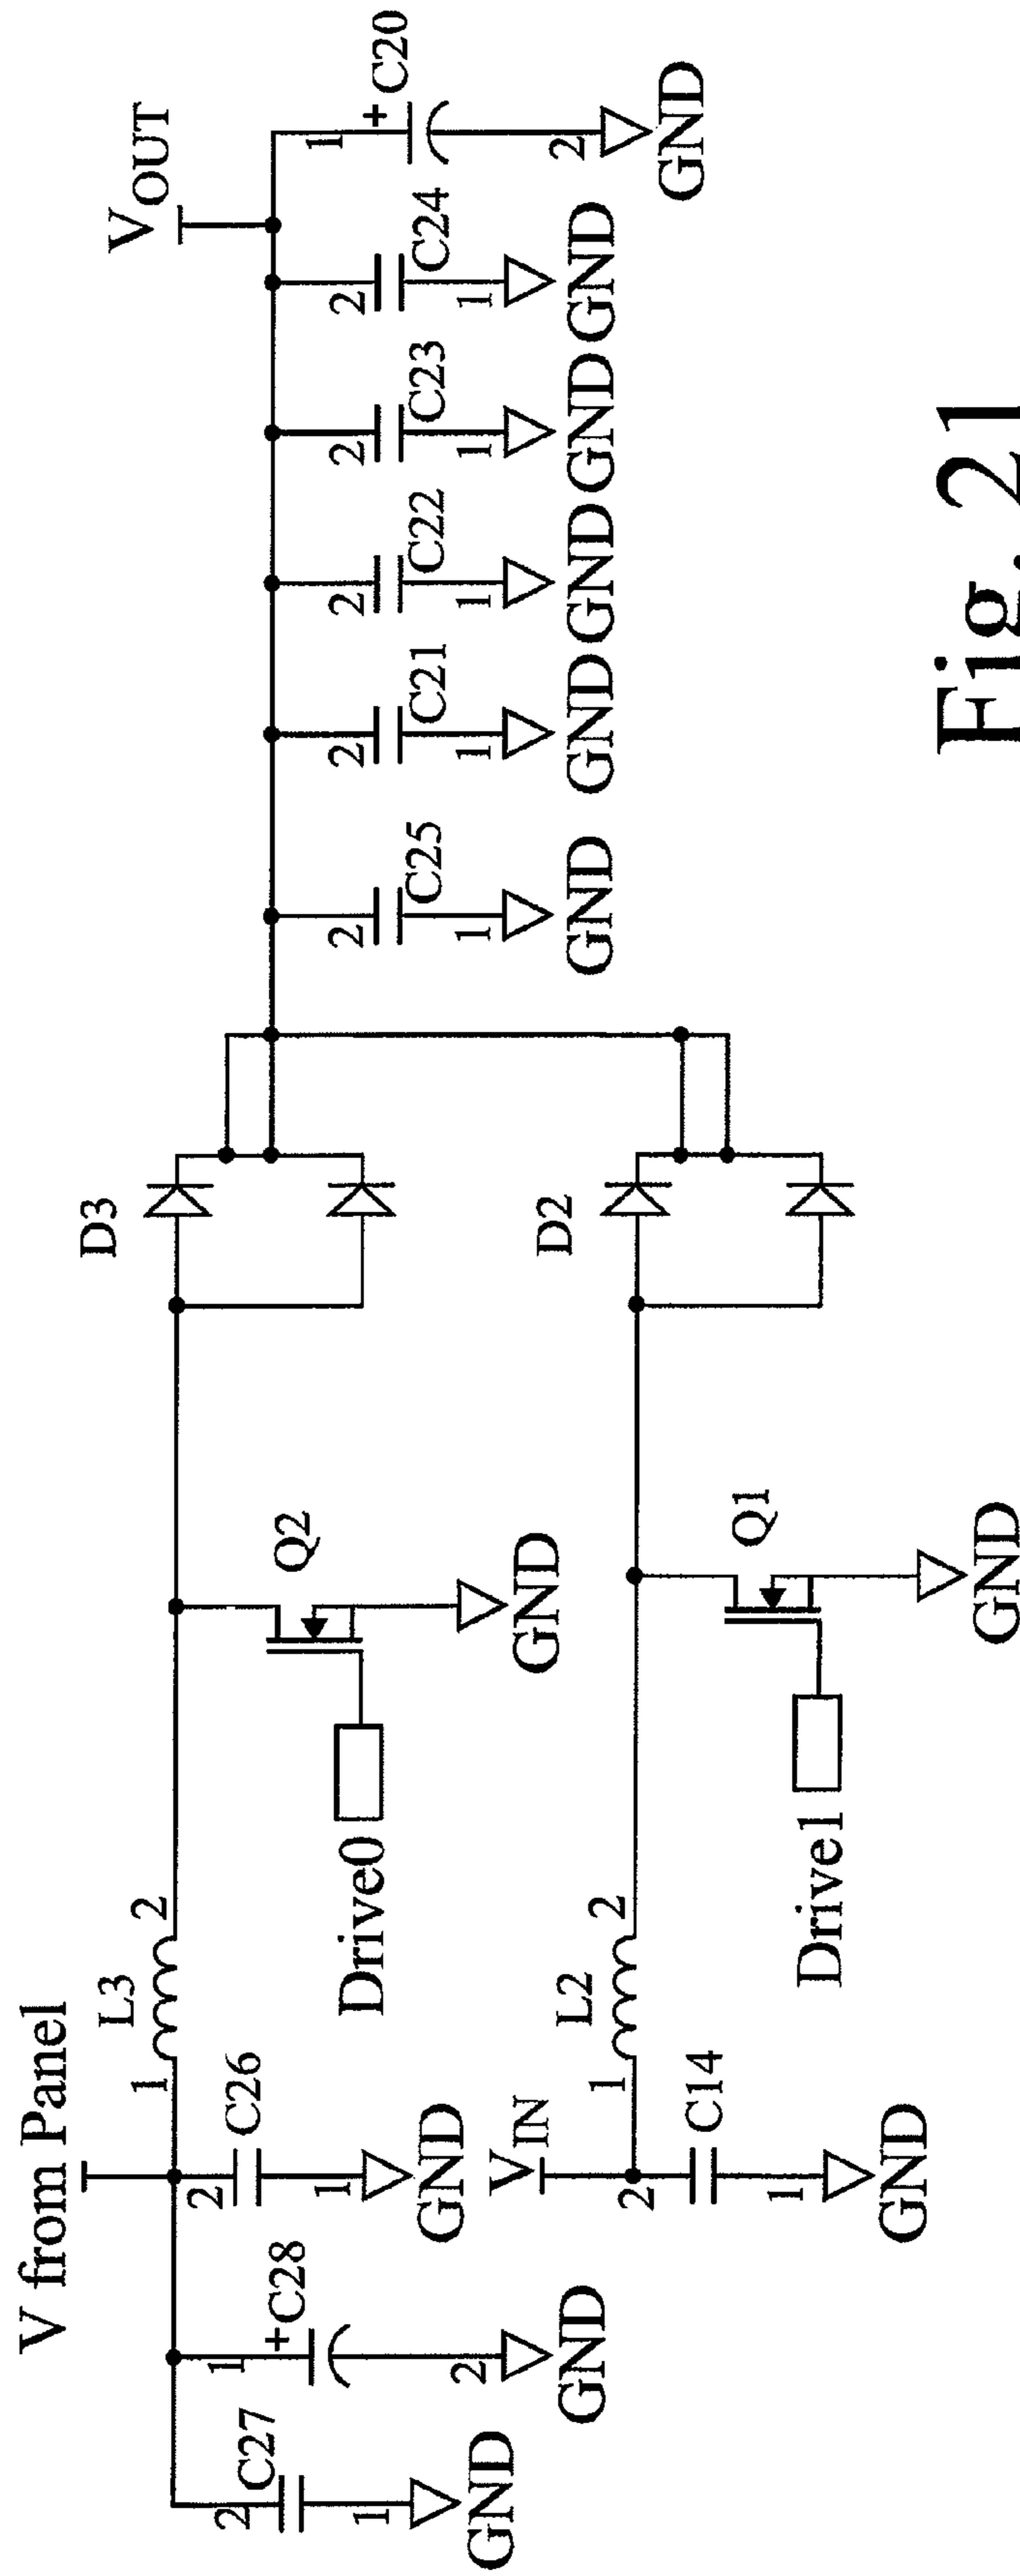 V from Panel
L3
1
2
D3
V OUT
C27
2
1
GND
1
+
C28
2
GND
2
C26
1
GND
Drive0
Q2
GND
2
C25
1
GND
2
C21
1
GND
2
C22
1
GND
2
C23
1
GND
2
C24
1
GND
1
+
C20
2
GND
V IN
L2
1
2
D2
2
C14
1
GND
Drive1
Q1
GND
Fig. 21